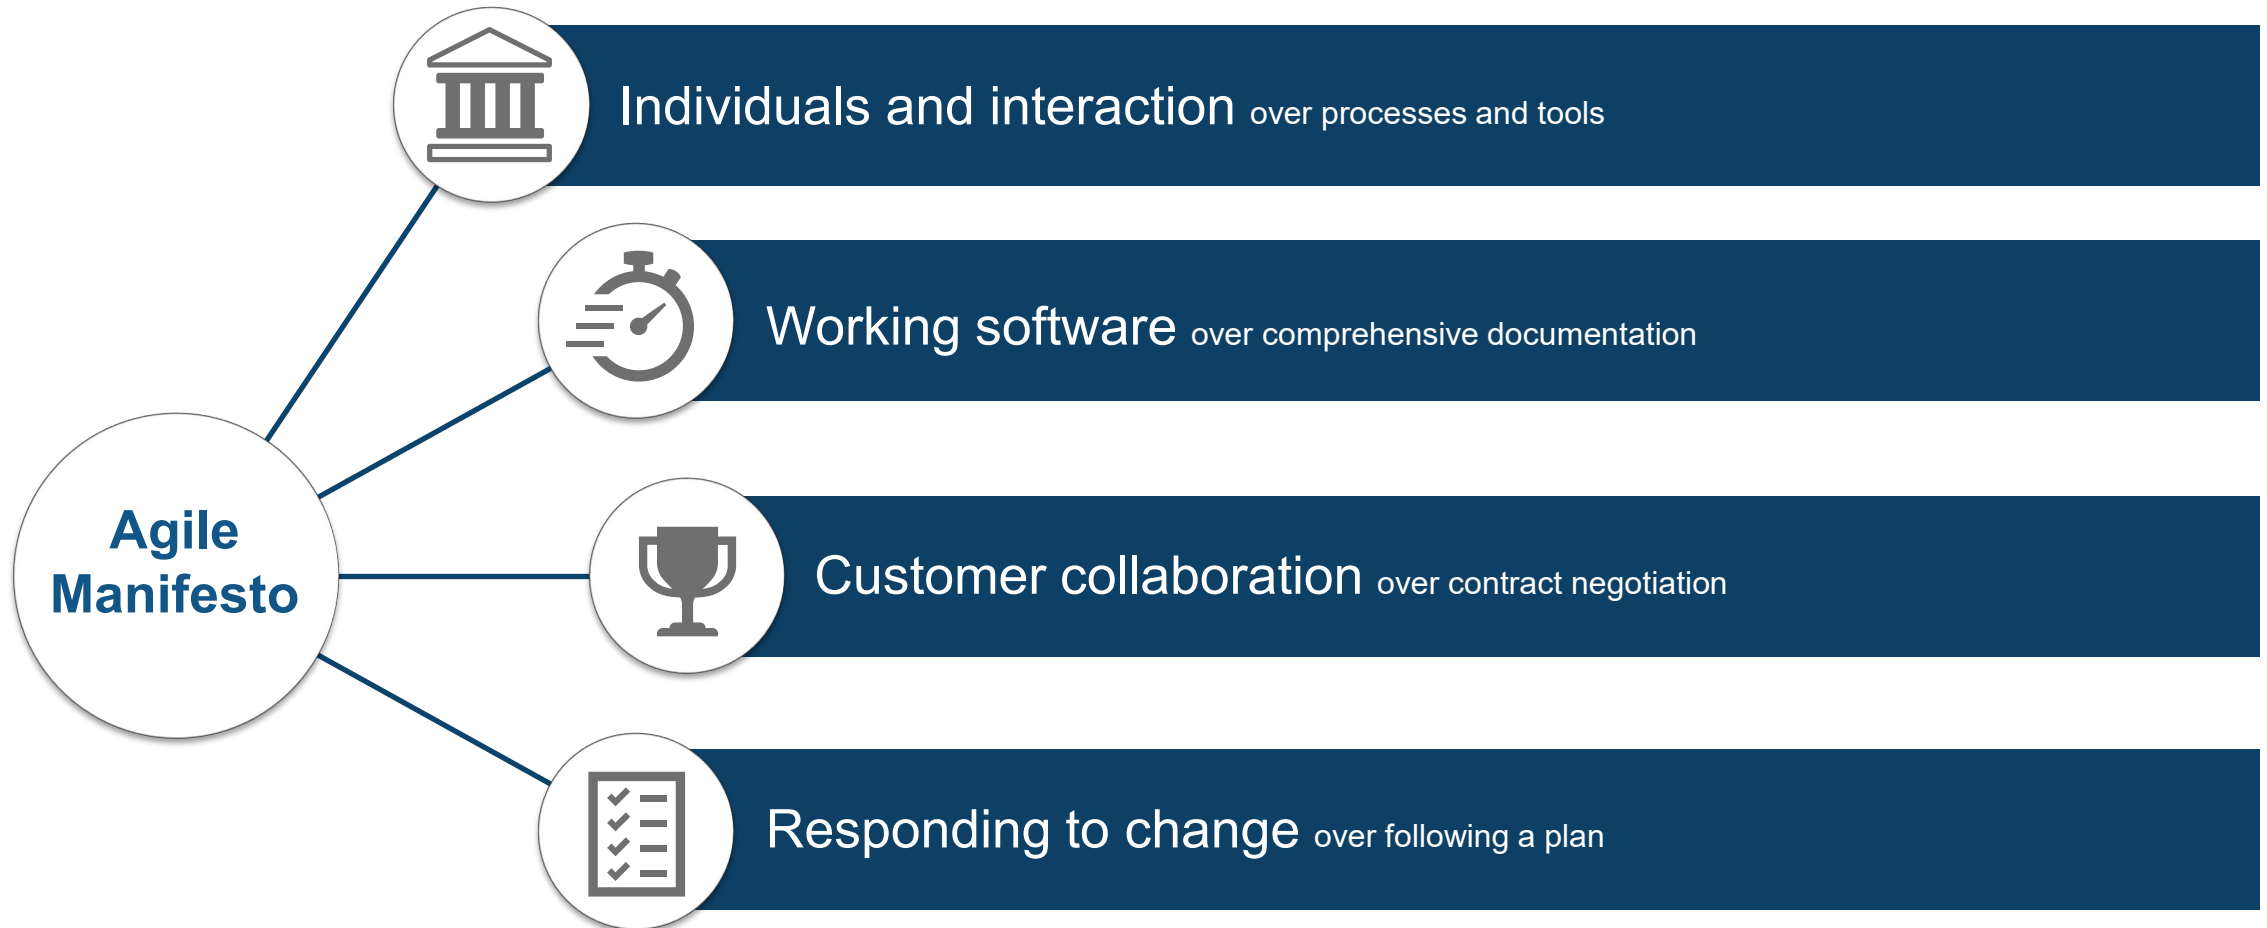 Individuals and interaction over processes and tools
Working software over comprehensive documentation
Agile
Manifesto
Customer collaboration over contract negotiation
Responding to change over following a plan